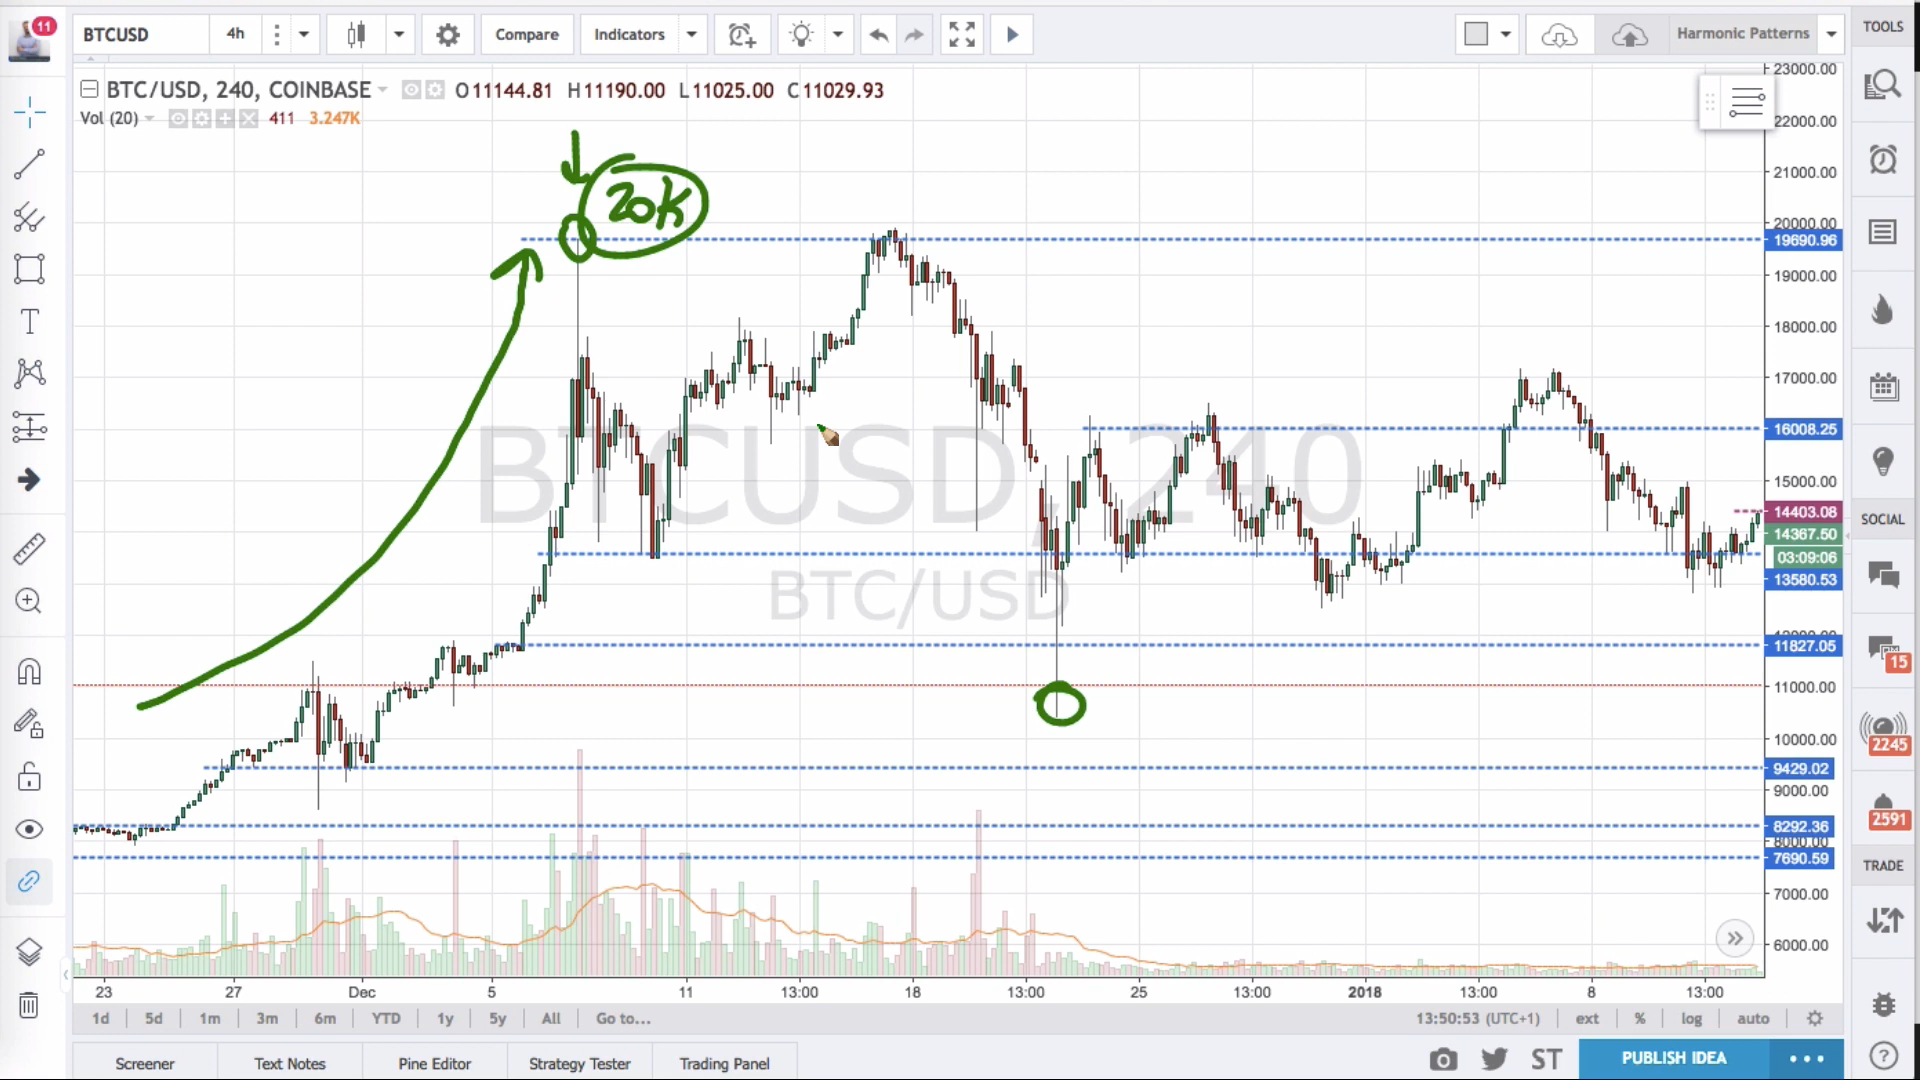 11
BTCUSD 4h Compare Indicators Harmonic Patterns TOOLS
BTC/USD, 240, COINBASE O11144.81 H11190.00 L11025.00 C11029.93
Vol (20) 411 3.247K
20K
BTCUSD, 240
BTC/USD
23000.00
22000.00
21000.00
20000.00
19690.96
19000.00
18000.00
17000.00
16008.25
15000.00
14403.08
14367.50
03:09:06
13580.53
11827.05
11000.00
10000.00
9429.02
9000.00
8292.36
8000.00
7690.59
7000.00
6000.00
SOCIAL
15
2245
2591
TRADE
23 27 Dec 5 11 13:00 18 13:00 25 13:00 2018 13:00 8 13:00
1d 5d 1m 3m 6m YTD 1y 5y All Go to... 13:50:53 (UTC+1) ext % log auto
Screener Text Notes Pine Editor Strategy Tester Trading Panel ST PUBLISH IDEA